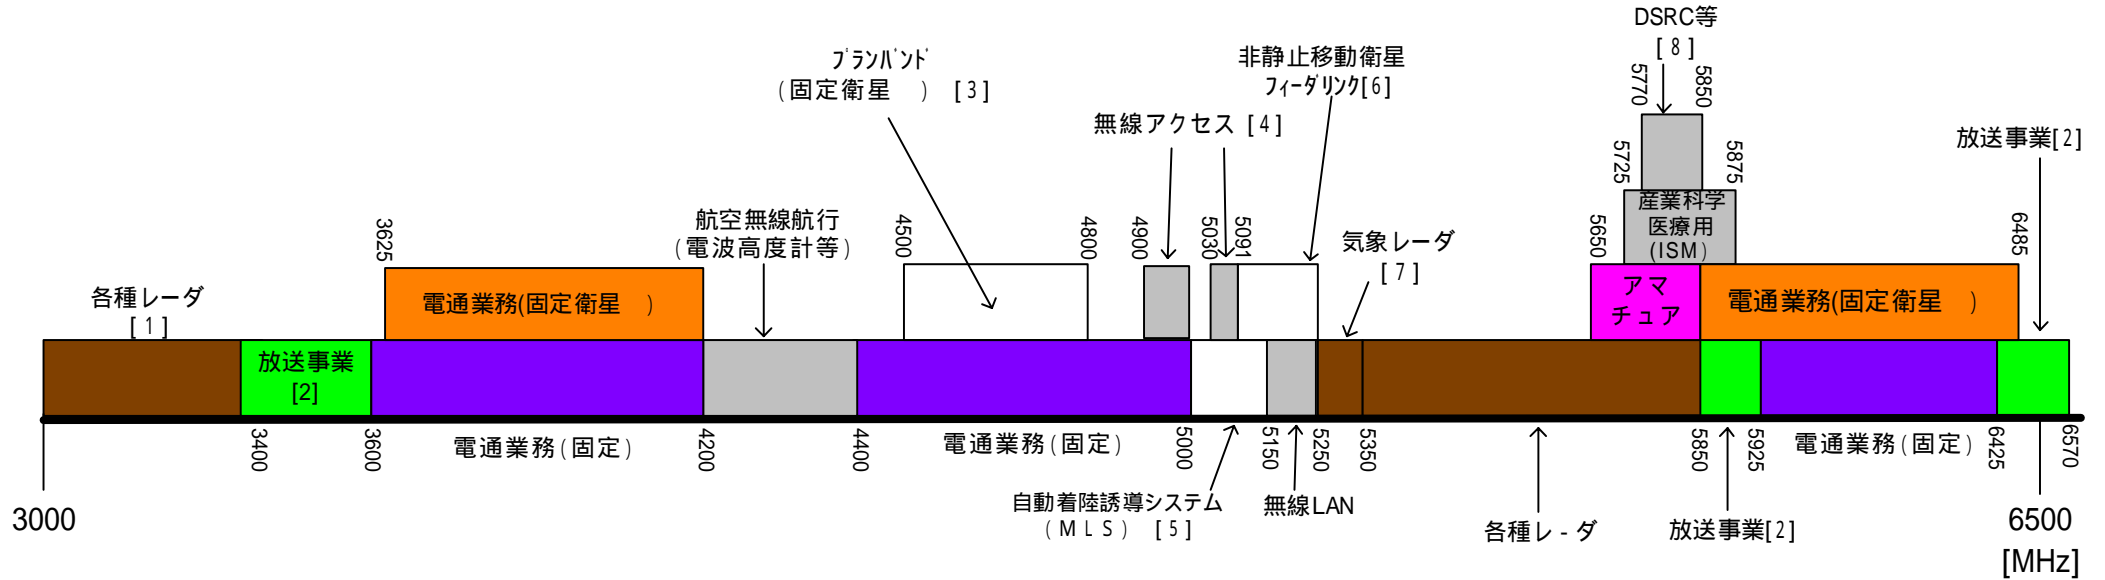 DSRC等
[8]
5770
5850
5725
5875
産業科学
医療用
(ISM)
プランバンド
(固定衛星 ) [3]
非静止移動衛星
フィーダリンク[6]
無線アクセス [4]
放送事業[2]
航空無線航行
(電波高度計等)
気象レーダ
[7]
各種レーダ
[1]
3625
4500
4800
4900
5030
5091
5650
6485
電通業務(固定衛星 )
アマ
チュア
電通業務(固定衛星 )
放送事業
[2]
3400
3600
電通業務(固定)
4200
4400
電通業務(固定)
5000
5150
5250
5350
5850
5925
電通業務(固定)
6425
6570
自動着陸誘導システム
(MLS) [5]
無線LAN
各種レ-ダ
放送事業[2]
3000
6500
[MHz]